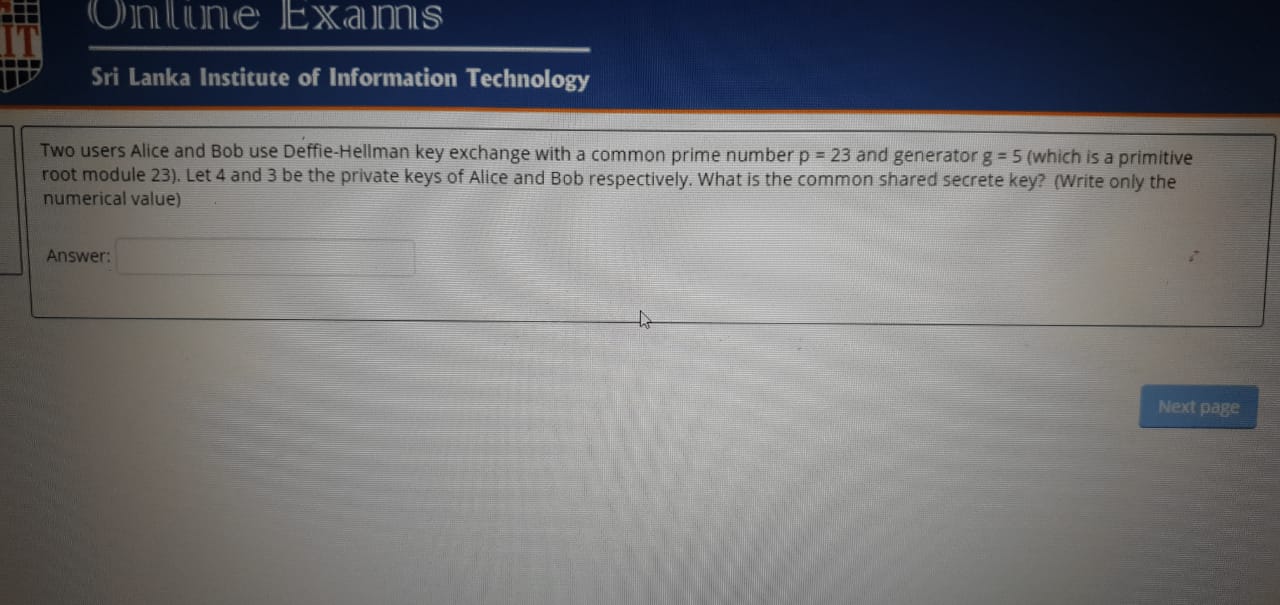 Online Exams
IT
Sri Lanka Institute of Information Technology
Two users Alice and Bob use Deffie-Hellman key exchange with a common prime number p = 23 and generator g = 5 (which is a primitive
root module 23). Let 4 and 3 be the private keys of Alice and Bob respectively. What is the common shared secrete key? (Write only the
numerical value)
Answer:
Next page